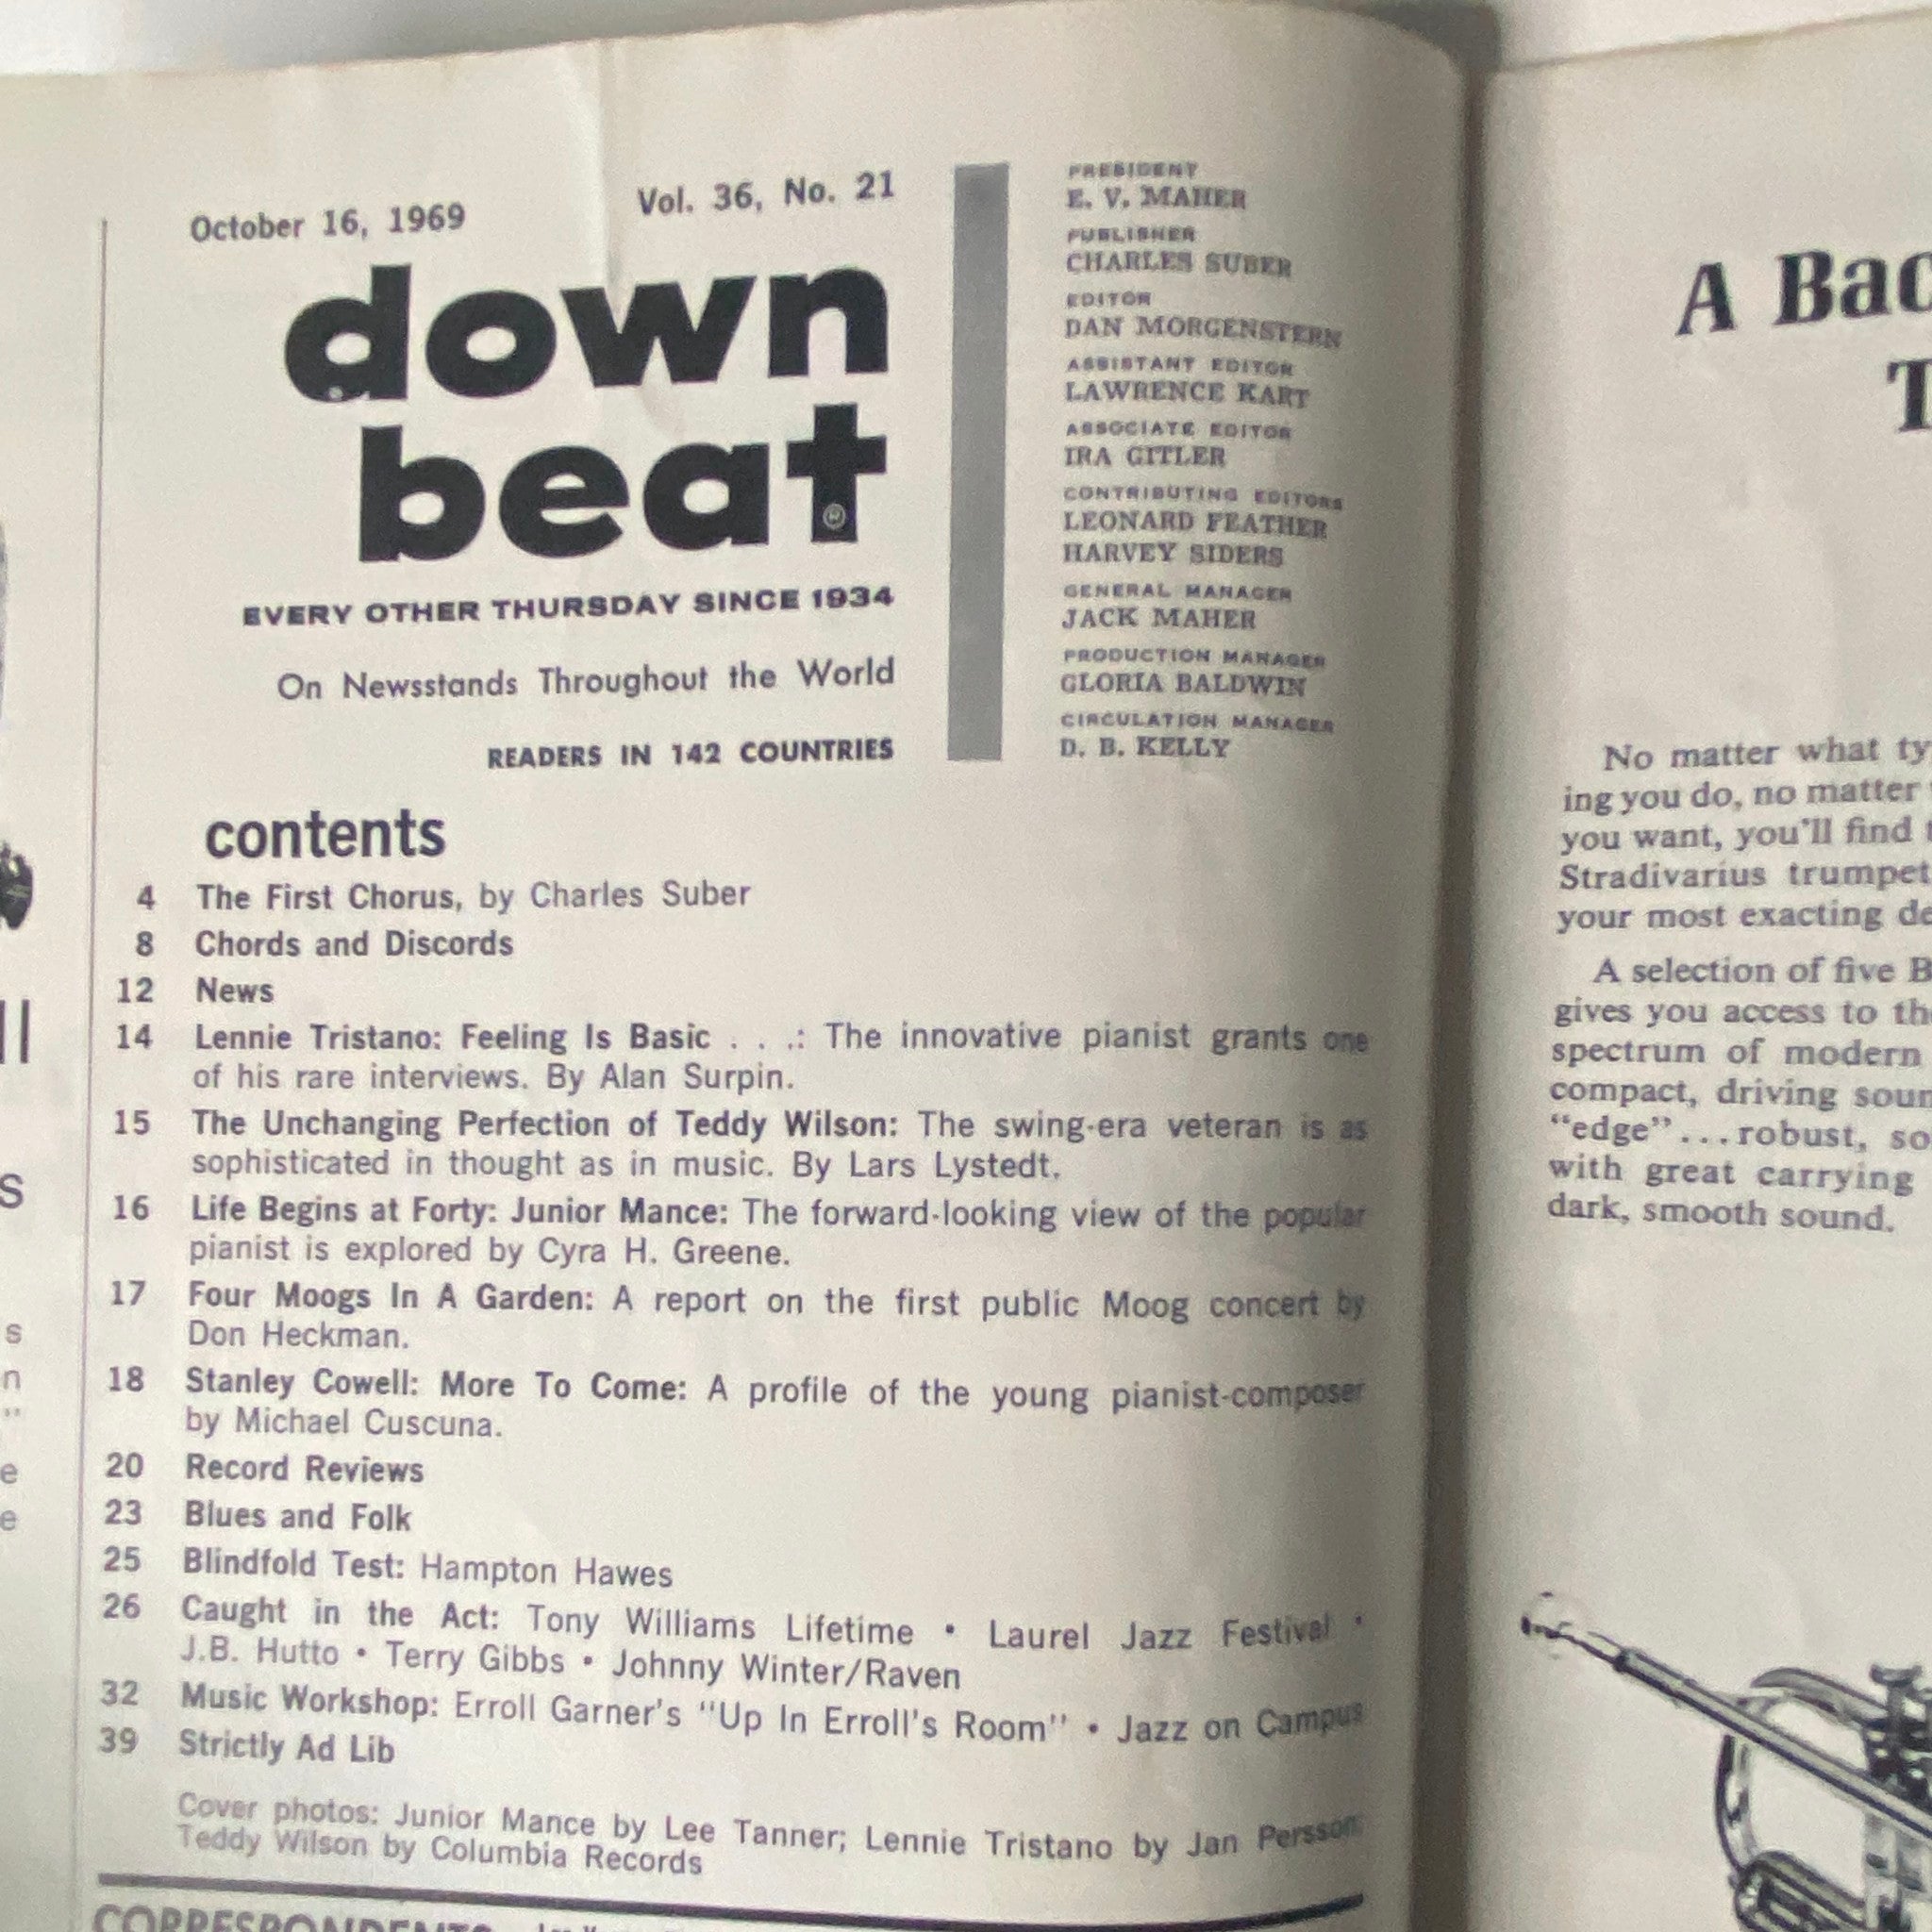 October 16, 1969
Vol. 36, No. 21
down
beat
EVERY OTHER THURSDAY SINCE 1934
On Newsstands Throughout the World
READERS IN 142 COUNTRIES
PRESIDENT
E. V. MAHER
PUBLISHER
CHARLES SUBER
EDITOR
DAN MORGENSTERN
ASSISTANT EDITOR
LAWRENCE KART
ASSOCIATE EDITOR
IRA GITLER
CONTRIBUTING EDITORS
LEONARD FEATHER
HARVEY SIDERS
GENERAL MANAGER
JACK MAHER
PRODUCTION MANAGER
GLORIA BALDWIN
CIRCULATION MANAGER
D. B. KELLY
contents
4 The First Chorus, by Charles Suber
8 Chords and Discords
12 News
14 Lennie Tristano: Feeling Is Basic . . .: The innovative pianist grants one
of his rare interviews. By Alan Surpin.
15 The Unchanging Perfection of Teddy Wilson: The swing-era veteran is as
sophisticated in thought as in music. By Lars Lystedt.
16 Life Begins at Forty: Junior Mance: The forward-looking view of the popular
pianist is explored by Cyra H. Greene.
17 Four Moogs In A Garden: A report on the first public Moog concert by
Don Heckman.
18 Stanley Cowell: More To Come: A profile of the young pianist-composer
by Michael Cuscuna.
20 Record Reviews
23 Blues and Folk
25 Blindfold Test: Hampton Hawes
26 Caught in the Act: Tony Williams Lifetime • Laurel Jazz Festival •
J.B. Hutto • Terry Gibbs • Johnny Winter/Raven
32 Music Workshop: Erroll Garner's "Up In Erroll's Room" • Jazz on Campus
39 Strictly Ad Lib
Cover photos: Junior Mance by Lee Tanner; Lennie Tristano by Jan Persson;
Teddy Wilson by Columbia Records
CORRESPONDENTS
A Bac
T
No matter what ty
ing you do, no matter
you want, you'll find
Stradivarius trumpet
your most exacting de
A selection of five B
gives you access to th
spectrum of modern
compact, driving soun
"edge"...robust, so
with great carrying
dark, smooth sound.